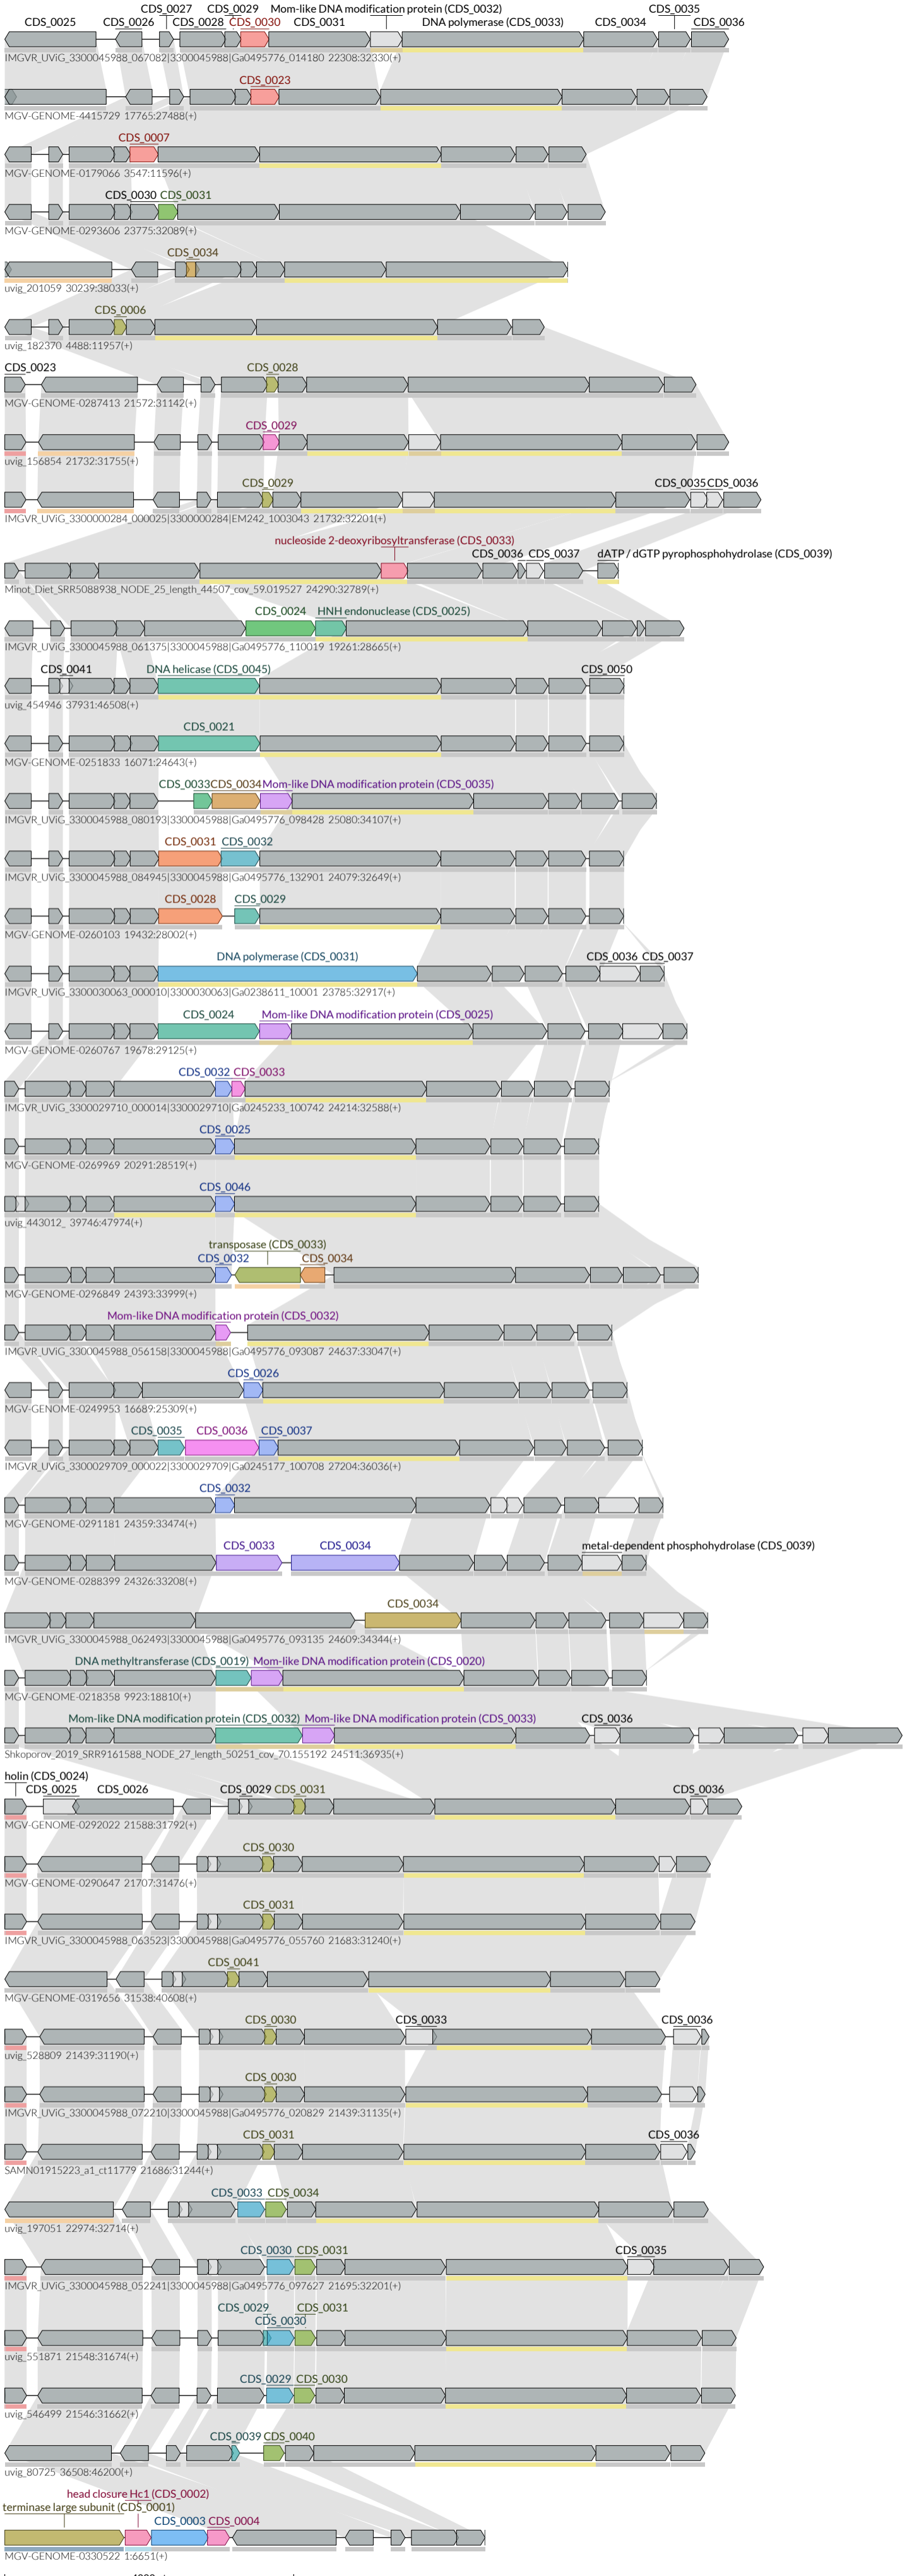 CDS_0027 CDS_0029 Mom-like DNA modification protein (CDS_0032) CDS_0035
CDS_0025 CDS_0026 CDS_0028 CDS_0030 CDS_0031 DNA polymerase (CDS_0033) CDS_0034 CDS_0036
IMGVR_UViG_3300045988_067082|3300045988|Ga0495776_014180 22308:32330(+)
CDS_0023
MGV-GENOME-4415729 17765:27488(+)
CDS_0007
MGV-GENOME-0179066 3547:11596(+)
CDS_0030 CDS_0031
MGV-GENOME-0293606 23775:32089(+)
CDS_0034
uvig_201059 30239:38033(+)
CDS_0006
uvig_182370 4488:11957(+)
CDS_0023 CDS_0028
MGV-GENOME-0287413 21572:31142(+)
CDS_0029
uvig_156854 21732:31755(+)
CDS_0029 CDS_0035 CDS_0036
IMGVR_UViG_3300000284_000025|3300000284|EM242_1003043 21732:32201(+)
nucleoside 2-deoxyribosyltransferase (CDS_0033)
CDS_0036 CDS_0037 dATP / dGTP pyrophosphohydrolase (CDS_0039)
Minot_Diet_SRR5088938_NODE_25_length_44507_cov_59.019527 24290:32789(+)
CDS_0024 HNH endonuclease (CDS_0025)
IMGVR_UViG_3300045988_061375|3300045988|Ga0495776_110019 19261:28665(+)
CDS_0041 DNA helicase (CDS_0045) CDS_0050
uvig_454946 37931:46508(+)
CDS_0021
MGV-GENOME-0251833 16071:24643(+)
CDS_0033 CDS_0034 Mom-like DNA modification protein (CDS_0035)
IMGVR_UViG_3300045988_080193|3300045988|Ga0495776_098428 25080:34107(+)
CDS_0031 CDS_0032
IMGVR_UViG_3300045988_084945|3300045988|Ga0495776_132901 24079:32649(+)
CDS_0028 CDS_0029
MGV-GENOME-0260103 19432:28002(+)
DNA polymerase (CDS_0031) CDS_0036 CDS_0037
IMGVR_UViG_3300030063_000010|3300030063|Ga0238611_10001 23785:32917(+)
CDS_0024 Mom-like DNA modification protein (CDS_0025)
MGV-GENOME-0260767 19678:29125(+)
CDS_0032 CDS_0033
IMGVR_UViG_3300029710_000014|3300029710|Ga0245233_100742 24214:32588(+)
CDS_0025
MGV-GENOME-0269969 20291:28519(+)
CDS_0046
uvig_443012_ 39746:47974(+)
transposase (CDS_0033)
CDS_0032 CDS_0034
MGV-GENOME-0296849 24393:33999(+)
Mom-like DNA modification protein (CDS_0032)
IMGVR_UViG_3300045988_056158|3300045988|Ga0495776_093087 24637:33047(+)
CDS_0026
MGV-GENOME-0249953 16689:25309(+)
CDS_0035 CDS_0036 CDS_0037
IMGVR_UViG_3300029709_000022|3300029709|Ga0245177_100708 27204:36036(+)
CDS_0032
MGV-GENOME-0291181 24359:33474(+)
CDS_0033 CDS_0034 metal-dependent phosphohydrolase (CDS_0039)
MGV-GENOME-0288399 24326:33208(+)
CDS_0034
IMGVR_UViG_3300045988_062493|3300045988|Ga0495776_093135 24609:34344(+)
DNA methyltransferase (CDS_0019) Mom-like DNA modification protein (CDS_0020)
MGV-GENOME-0218358 9923:18810(+)
Mom-like DNA modification protein (CDS_0032) Mom-like DNA modification protein (CDS_0033) CDS_0036
Shkoporov_2019_SRR9161588_NODE_27_length_50251_cov_70.155192 24511:36935(+)
holin (CDS_0024)
CDS_0025 CDS_0026 CDS_0029 CDS_0031 CDS_0036
MGV-GENOME-0292022 21588:31792(+)
CDS_0030
MGV-GENOME-0290647 21707:31476(+)
CDS_0031
IMGVR_UViG_3300045988_063523|3300045988|Ga0495776_055760 21683:31240(+)
CDS_0041
MGV-GENOME-0319656 31538:40608(+)
CDS_0030 CDS_0033 CDS_0036
uvig_528809 21439:31190(+)
CDS_0030
IMGVR_UViG_3300045988_072210|3300045988|Ga0495776_020829 21439:31135(+)
CDS_0031 CDS_0036
SAMN01915223_a1_ct11779 21686:31244(+)
CDS_0033 CDS_0034
uvig_197051 22974:32714(+)
CDS_0030 CDS_0031 CDS_0035
IMGVR_UViG_3300045988_052241|3300045988|Ga0495776_097627 21695:32201(+)
CDS_0029 CDS_0031
CDS_0030
uvig_551871 21548:31674(+)
CDS_0029 CDS_0030
uvig_546499 21546:31662(+)
CDS_0039 CDS_0040
uvig_80725 36508:46200(+)
head closure Hc1 (CDS_0002)
terminase large subunit (CDS_0001)
CDS_0003 CDS_0004
MGV-GENOME-0330522 1:6651(+)